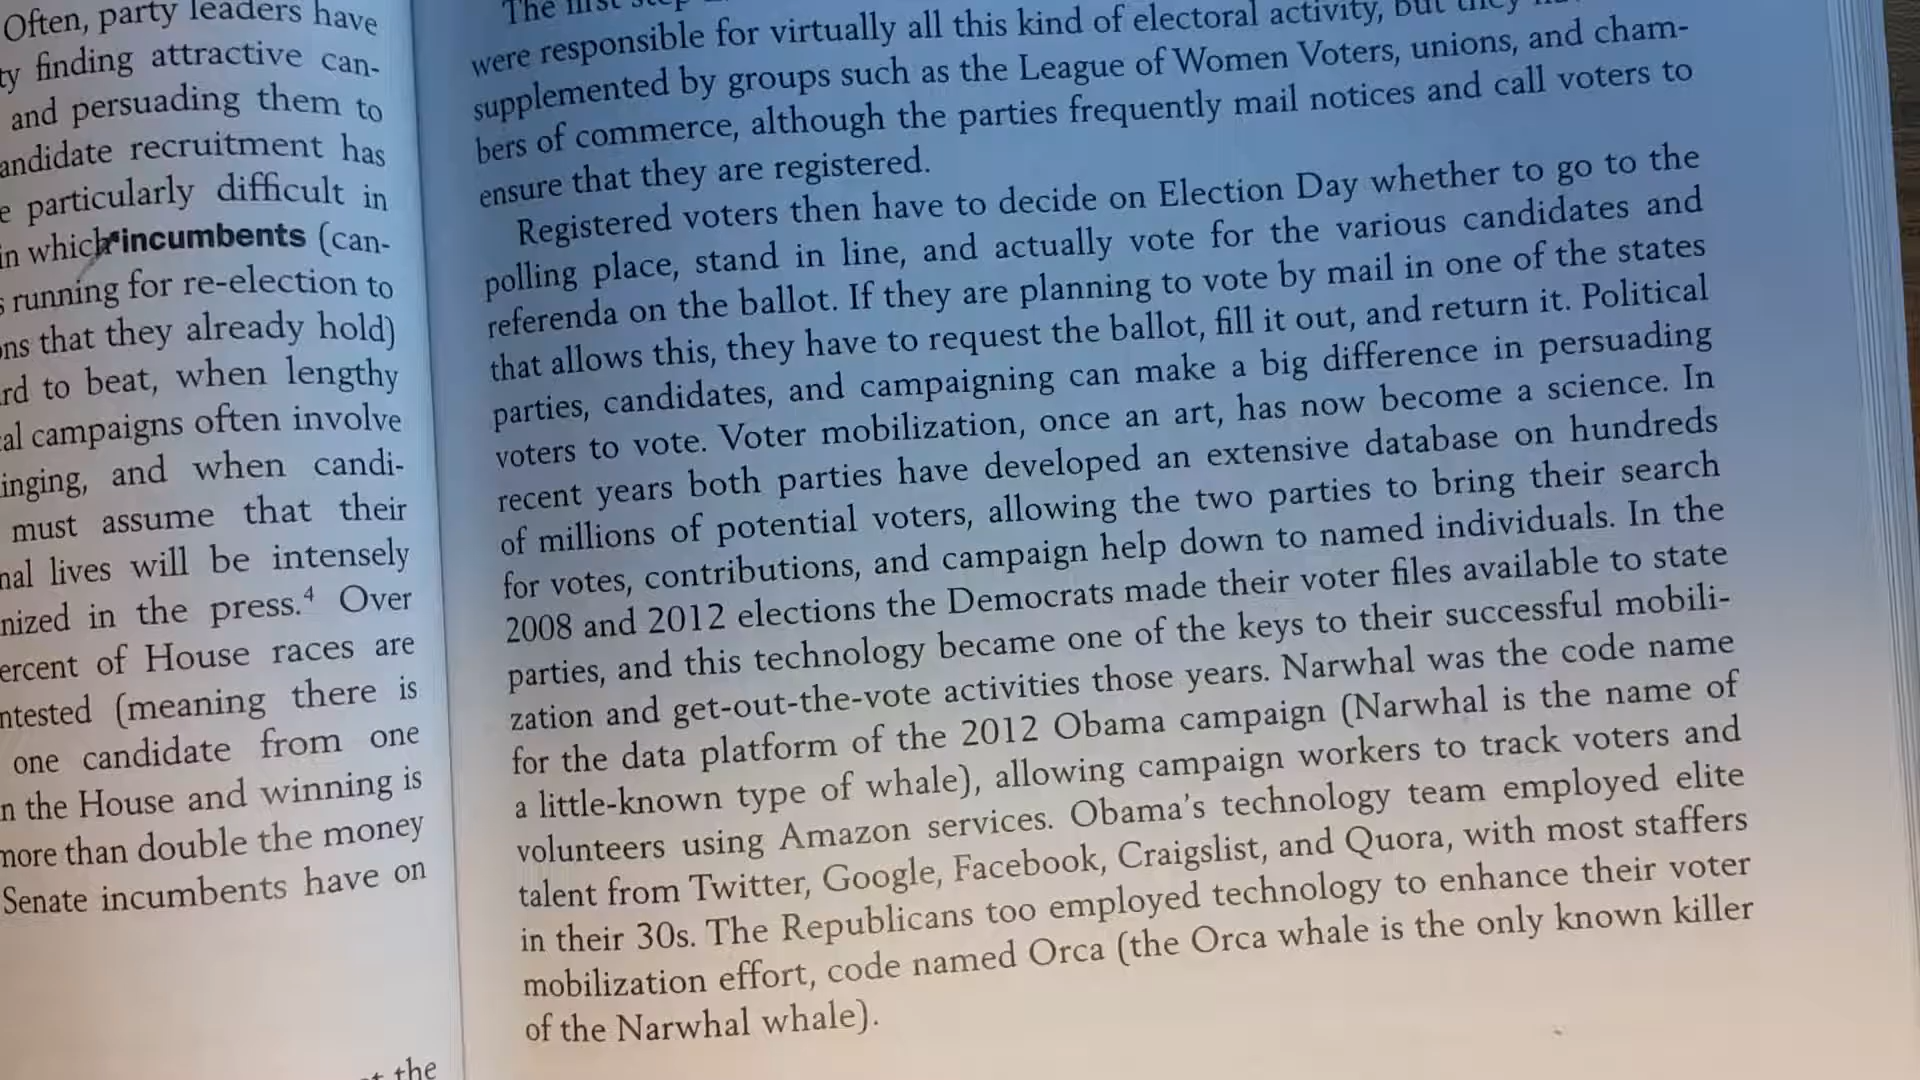 Often, party leaders have
finding attractive can-
and persuading them to
recruitment has
particularly difficult in
in which incumbents (can-
running for re-election to
that they already hold)
to beat, when lengthy
campaigns often involve
and when candi-
must assume that their
lives will be intensely
in the press.4 Over
of House races are
(meaning there is
one candidate from one
the House and winning is
more than double the money
Senate incumbents have on
the
The first step
were responsible for virtually all this kind of electoral activity, but they
supplemented by groups such as the League of Women Voters, unions, and cham-
bers of commerce, although the parties frequently mail notices and call voters to
ensure that they are registered.
Registered voters then have to decide on Election Day whether to go to the
polling place, stand in line, and actually vote for the various candidates and
referenda on the ballot. If they are planning to vote by mail in one of the states
that allows this, they have to request the ballot, fill it out, and return it. Political
parties, candidates, and campaigning can make a big difference in persuading
voters to vote. Voter mobilization, once an art, has now become a science. In
recent years both parties have developed an extensive database on hundreds
of millions of potential voters, allowing the two parties to bring their search
for votes, contributions, and campaign help down to named individuals. In the
2008 and 2012 elections the Democrats made their voter files available to state
parties, and this technology became one of the keys to their successful mobili-
zation and get-out-the-vote activities those years. Narwhal was the code name
for the data platform of the 2012 Obama campaign (Narwhal is the name of
a little-known type of whale), allowing campaign workers to track voters and
volunteers using Amazon services. Obama's technology team employed elite
talent from Twitter, Google, Facebook, Craigslist, and Quora, with most staffers
in their 30s. The Republicans too employed technology to enhance their voter
mobilization effort, code named Orca (the Orca whale is the only known killer
of the Narwhal whale).